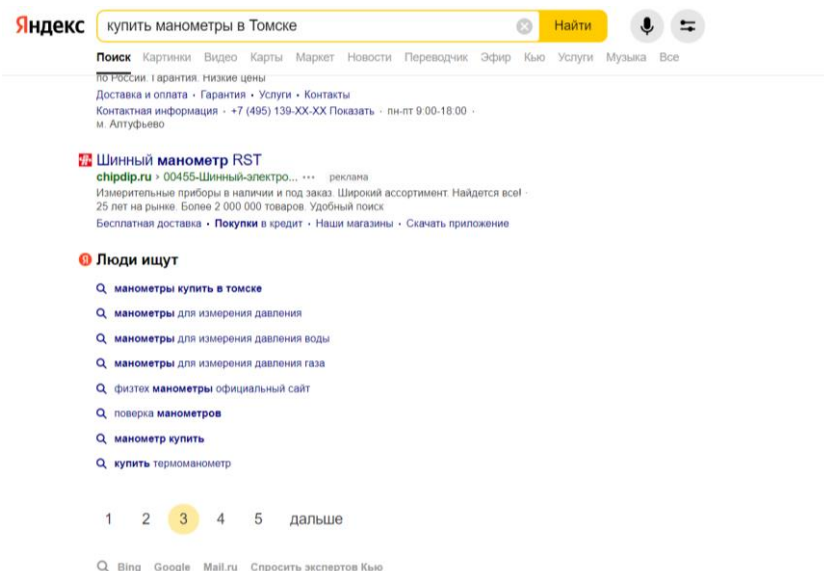 Яндекс
купить манометры в Томске
Найти
Поиск Картинки Видео Карты Маркет Новости Переводчик Эфир Кью Услуги Музыка Все
по России. Гарантия. Низкие цены
Доставка и оплата · Гарантия · Услуги · Контакты
Контактная информация · +7 (495) 139-XX-XX Показать · пн-пт 9:00-18:00 ·
м. Алтуфьево
Шинный манометр RST
chipdip.ru › 00455-Шинный-электро... ··· реклама
Измерительные приборы в наличии и под заказ. Широкий ассортимент. Найдется все! ·
25 лет на рынке. Более 2 000 000 товаров. Удобный поиск
Бесплатная доставка · Покупки в кредит · Наши магазины · Скачать приложение
Я Люди ищут
манометры купить в томске
манометры для измерения давления
манометры для измерения давления воды
манометры для измерения давления газа
физтех манометры официальный сайт
поверка манометров
манометр купить
купить термоманометр
1 2 3 4 5 дальше
Bing Google Mail.ru Спросить экспертов Кью